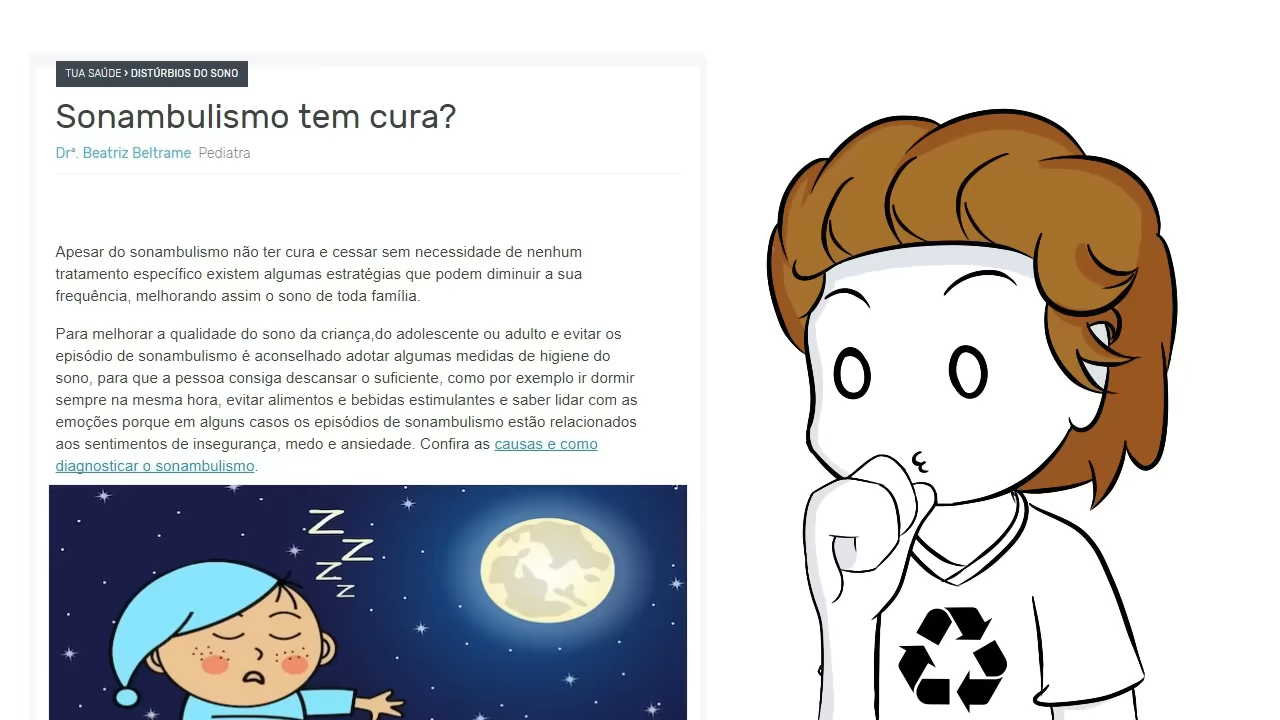 TUA SAÚDE › DISTÚRBIOS DO SONO
Sonambulismo tem cura?
Drª. Beatriz Beltrame Pediatra
Apesar do sonambulismo não ter cura e cessar sem necessidade de nenhum
tratamento específico existem algumas estratégias que podem diminuir a sua
frequência, melhorando assim o sono de toda família.
Para melhorar a qualidade do sono da criança,do adolescente ou adulto e evitar os
episódio de sonambulismo é aconselhado adotar algumas medidas de higiene do
sono, para que a pessoa consiga descansar o suficiente, como por exemplo ir dormir
sempre na mesma hora, evitar alimentos e bebidas estimulantes e saber lidar com as
emoções porque em alguns casos os episódios de sonambulismo estão relacionados
aos sentimentos de insegurança, medo e ansiedade. Confira as causas e como
diagnosticar o sonambulismo.
Z
Z
Z
Z